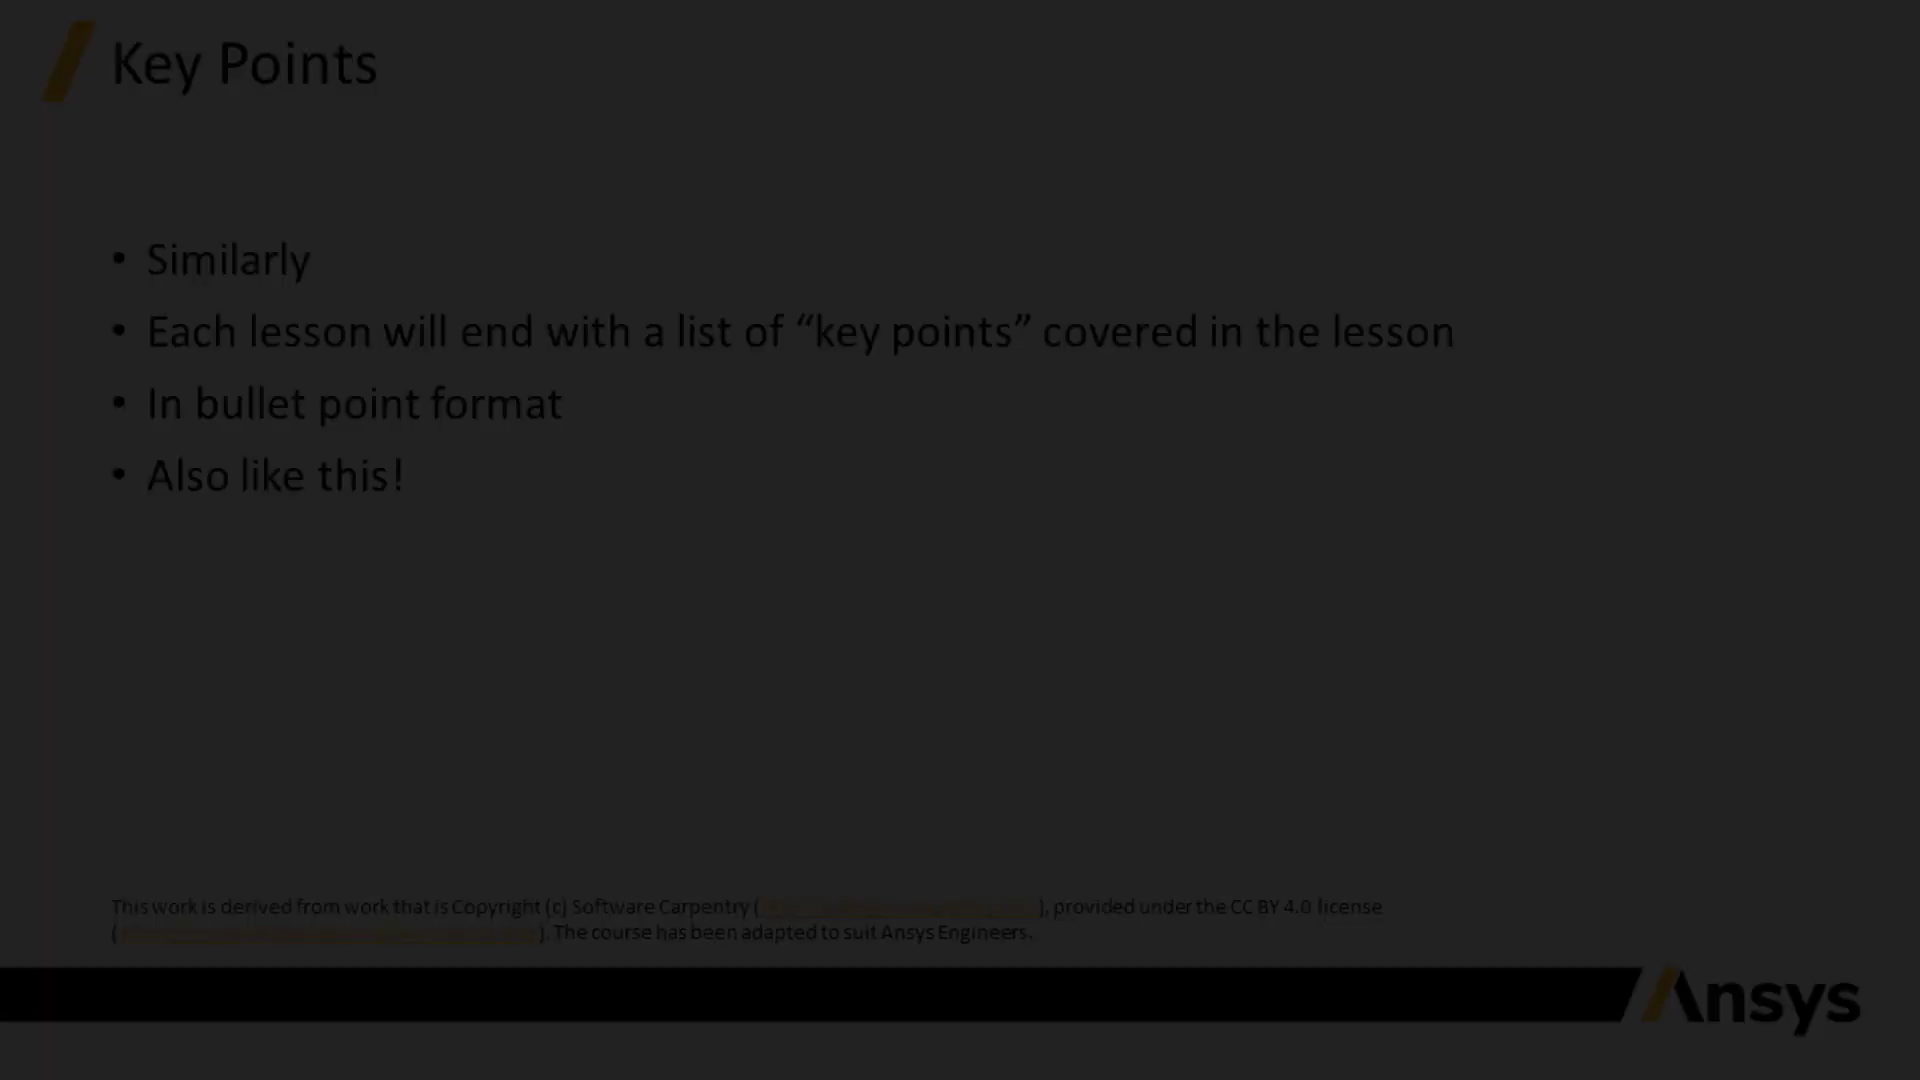 Key Points
• Similarly
• Each lesson will end with a list of “key points” covered in the lesson
• In bullet point format
• Also like this!
This work is derived from work that is Copyright (c) Software Carpentry ( ), provided under the CC BY 4.0 license
( ). The course has been adapted to suit Ansys Engineers.
Ansys